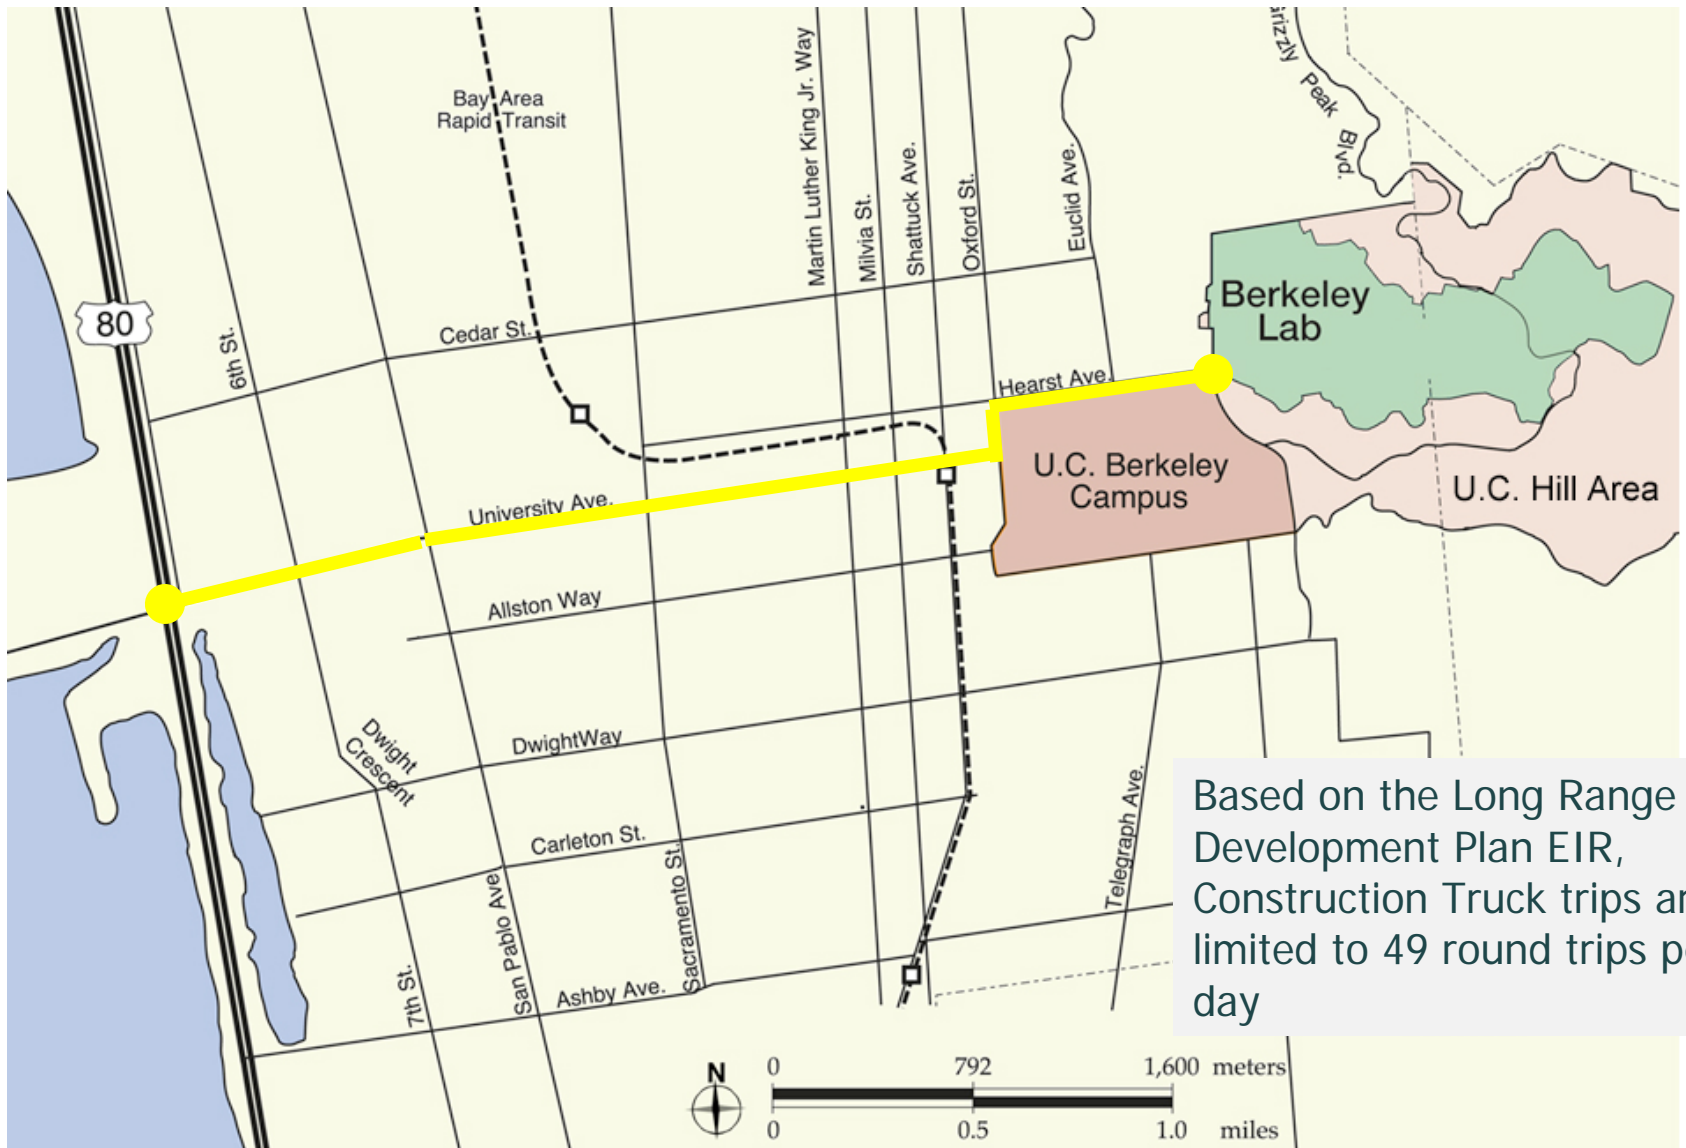 Bay Area
Rapid Transit
Martin Luther King Jr. Way
Milvia St.
Shattuck Ave.
Oxford St.
Euclid Ave.
Peak
Blvd.
80
6th St.
Cedar St.
Berkeley
Lab
Hearst Ave.
U.C. Berkeley
Campus
U.C. Hill Area
University Ave.
Allston Way
Dwight
Crescent
DwightWay
Carleton St.
Sacramento St.
San Pablo Ave
7th St.
Ashby Ave.
Telegraph Ave.
Based on the Long Range
Development Plan EIR,
Construction Truck trips
limited to 49 round trips
day
N
0 792 1,600 meters
0 0.5 1.0 miles